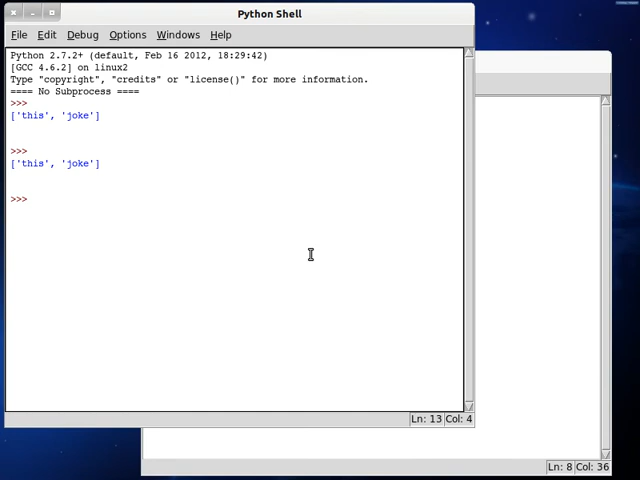 Python Shell
File Edit Debug Options Windows Help
Python 2.7.2+ (default, Feb 16 2012, 18:29:42)
[GCC 4.6.2] on linux2
Type "copyright", "credits" or "license()" for more information.
==== No Subprocess ====
>>>
['this', 'joke']
>>>
['this', 'joke']
>>>
Ln: 13 Col: 4
Ln: 8 Col: 36